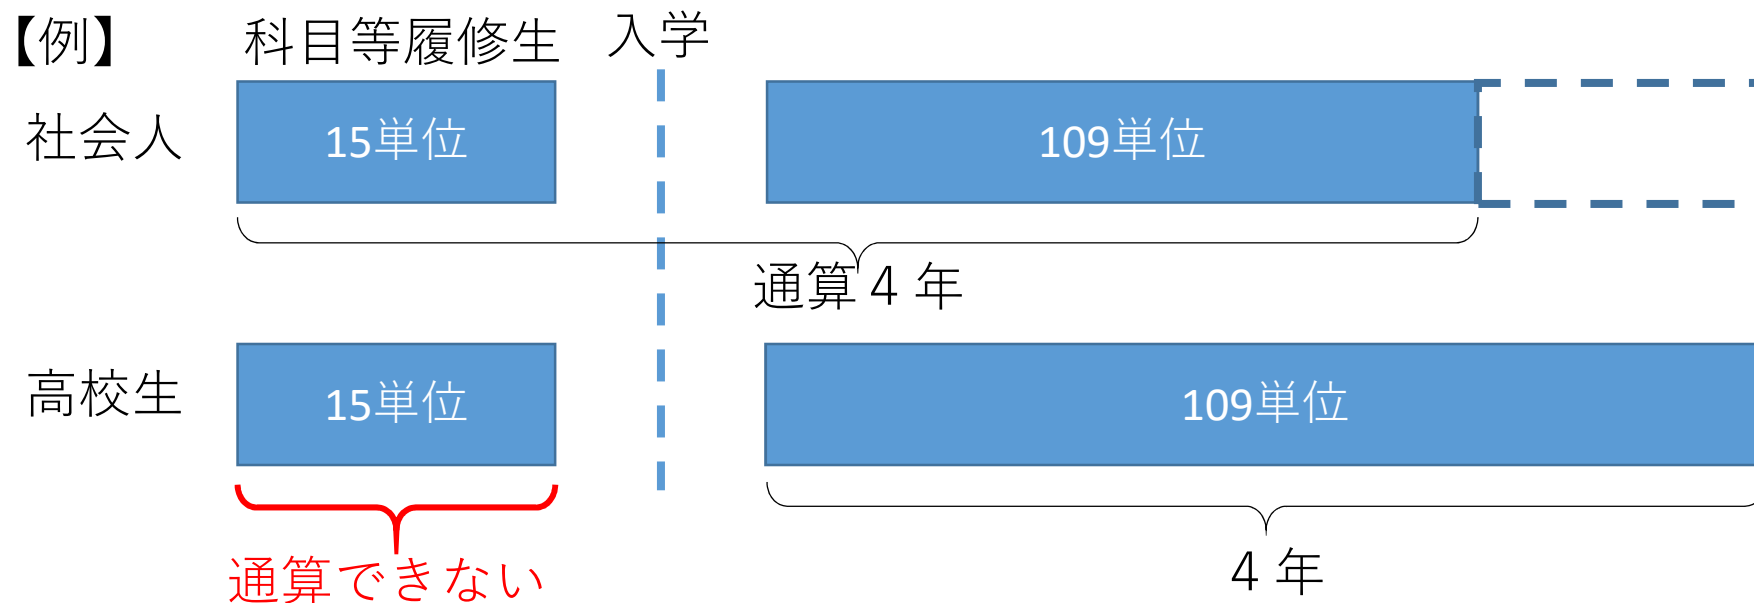 【例】 科目等履修生 入学
社会人 15単位 109単位
通算4年
高校生 15単位 109単位
通算できない 4年